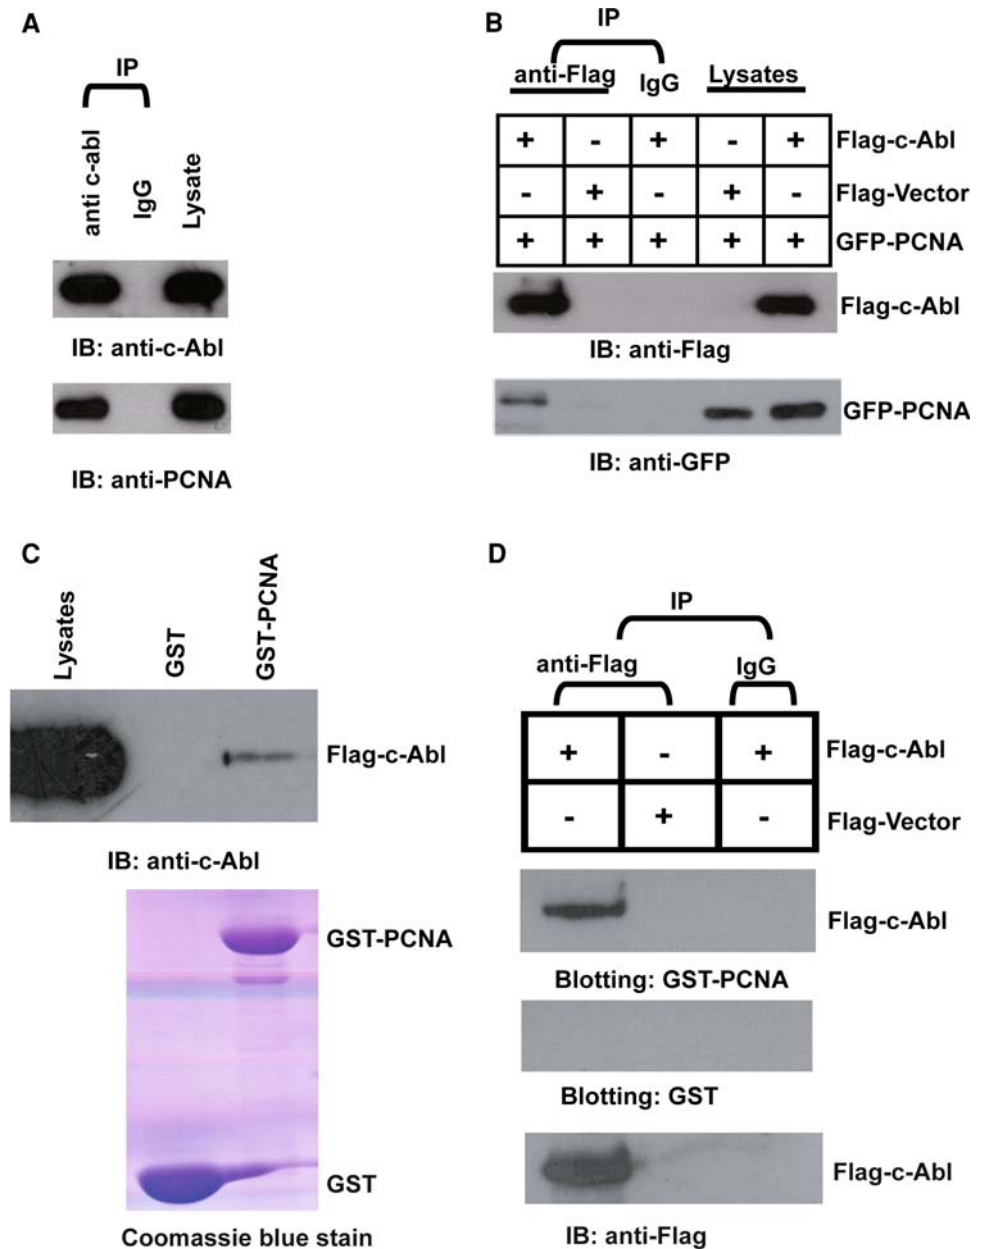 A
IP
anti c-abl
IgG
Lysate
IB: anti-c-Abl
IB: anti-PCNA
B
IP
anti-Flag IgG Lysates
+ - + - + Flag-c-Abl
- + - + - Flag-Vector
+ + + + + GFP-PCNA
Flag-c-Abl
IB: anti-Flag
GFP-PCNA
IB: anti-GFP
C
Lysates
GST
GST-PCNA
Flag-c-Abl
IB: anti-c-Abl
GST-PCNA
GST
Coomassie blue stain
D
IP
anti-Flag IgG
+ - + Flag-c-Abl
- + - Flag-Vector
Flag-c-Abl
Blotting: GST-PCNA
Blotting: GST
Flag-c-Abl
IB: anti-Flag